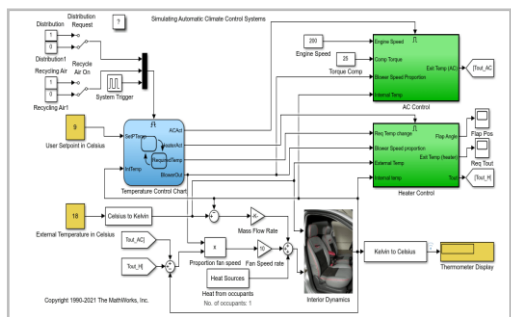 Simulating Automatic Climate Control Systems
Distribution
Distribution Request
?
1
0
Distribution1
Recycling Air
Recycle Air On
1
0
Recycling Air1
System Trigger
200
Engine Speed
25
Torque Comp
Engine Speed
Comp Torque
Blower Speed Proportion
Internal Temp
Exit Temp (AC)
[Tout_AC
AC Control
9
User Setpoint in Celsius
SetPTemp
IntTemp
ACAct
HeaterAct
RequiredTemp
BlowerOut
Temperature Control Chart
Req Temp change
Blower Speed proportion
External Temp
Internal temp
Flap Angle
Exit Temp (heater)
Tout
Heater Control
Flap Pos
Req Tout
[Tout_H]
18
External Temperature in Celsius
Celsius to Kelvin
-K-
Mass Flow Rate
Tout_AC]
Tout_H]
x
Proportion fan speed
10
Fan Speed rate
Heat Sources
Heat from occupants
No. of occupants: 1
Interior Dynamics
Kelvin to Celsius
Thermometer Display
Copyright 1990-2021 The MathWorks, Inc.